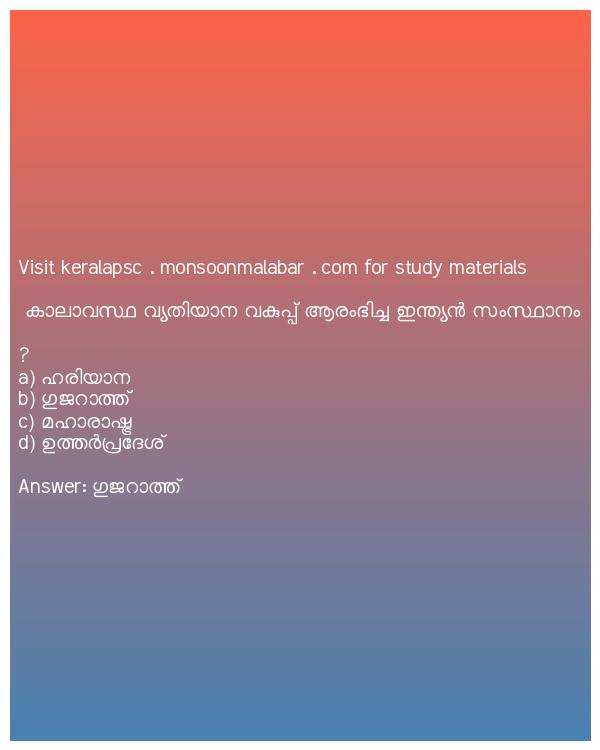 Visit keralapsc . monsoonmalabar . com for study materials
കാലാവസ്ഥ വ്യതിയാന വകുപ്പ് ആരംഭിച്ച ഇന്ത്യൻ സംസ്ഥാനം
?
a) ഹരിയാന
b) ഗുജറാത്ത്
c) മഹാരാഷ്ട്ര
d) ഉത്തർപ്രദേശ്
Answer: ഗുജറാത്ത്